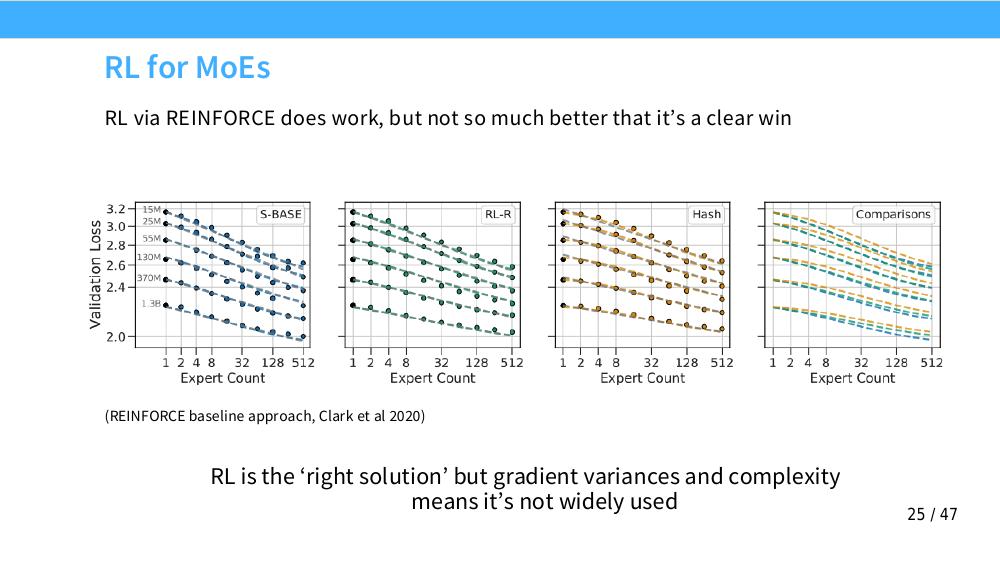 RL for MoEs
RL via REINFORCE does work, but not so much better that it’s a clear win
Validation Loss
3.2
3.0
2.8
2.6
2.4
2.0
15M
25M
55M
130M
370M
1.3B
S-BASE
RL-R
Hash
Comparisons
1 2 4 8 32 128 512
1 2 4 8 32 128 512
1 2 4 8 32 128 512
1 2 4 8 32 128 512
Expert Count
Expert Count
Expert Count
Expert Count
(REINFORCE baseline approach, Clark et al 2020)
RL is the ‘right solution’ but gradient variances and complexity
means it’s not widely used
25 / 47